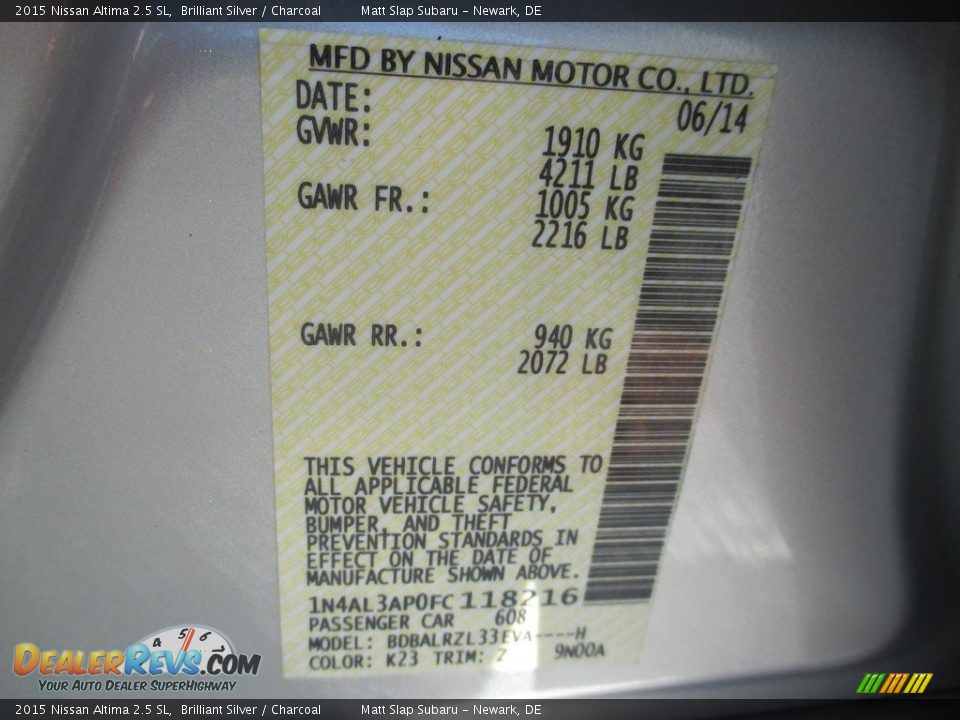 2015 Nissan Altima 2.5 SL, Brilliant Silver / Charcoal Matt Slap Subaru - Newark, DE
MFD BY NISSAN MOTOR CO., LTD.
DATE: 06/14
GVWR: 1910 KG
4211 LB
GAWR FR.: 1005 KG
2216 LB
GAWR RR.: 940 KG
2072 LB
THIS VEHICLE CONFORMS TO
ALL APPLICABLE FEDERAL
MOTOR VEHICLE SAFETY,
BUMPER, AND THEFT
PREVENTION STANDARDS IN
EFFECT ON THE DATE OF
MANUFACTURE SHOWN ABOVE.
1N4AL3AP0FC118216
PASSENGER CAR 608
MODEL: BDBALRZL33EVA----H
COLOR: K23 TRIM: Z 9N00A
4 5 6
DEALERREVS.COM
YOUR AUTO DEALER SUPERHIGHWAY
2015 Nissan Altima 2.5 SL, Brilliant Silver / Charcoal Matt Slap Subaru - Newark, DE